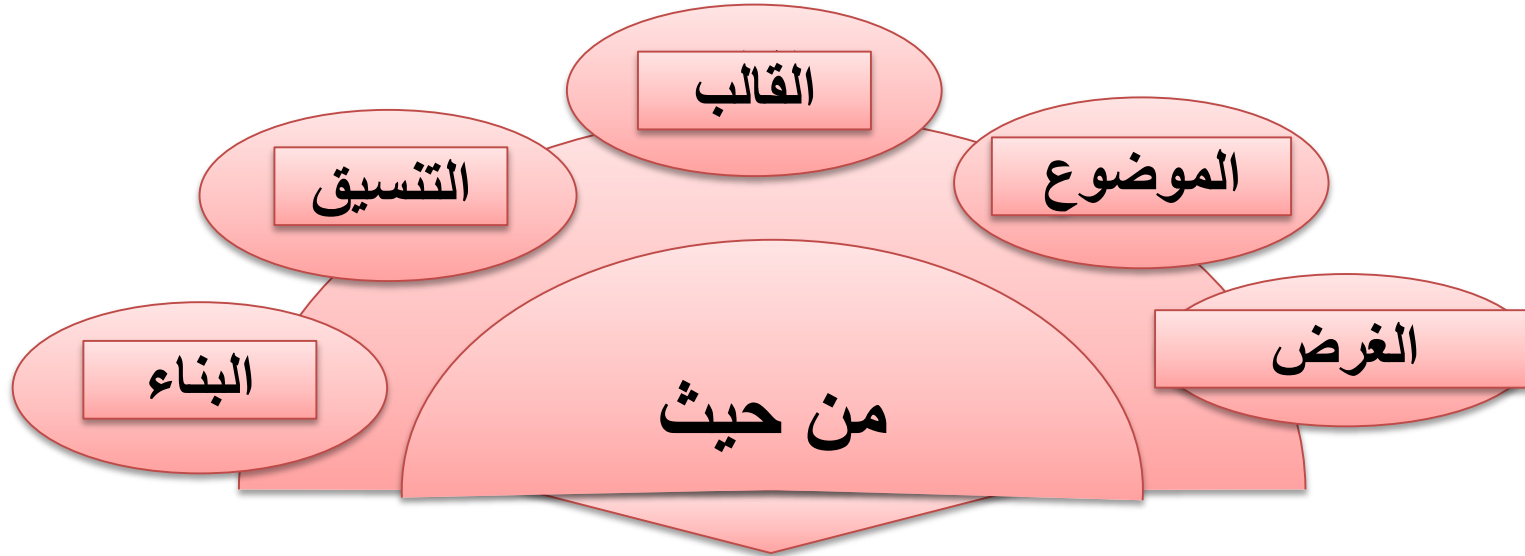 القالب
الموضوع
التنسيق
الغرض
البناء
من حيث